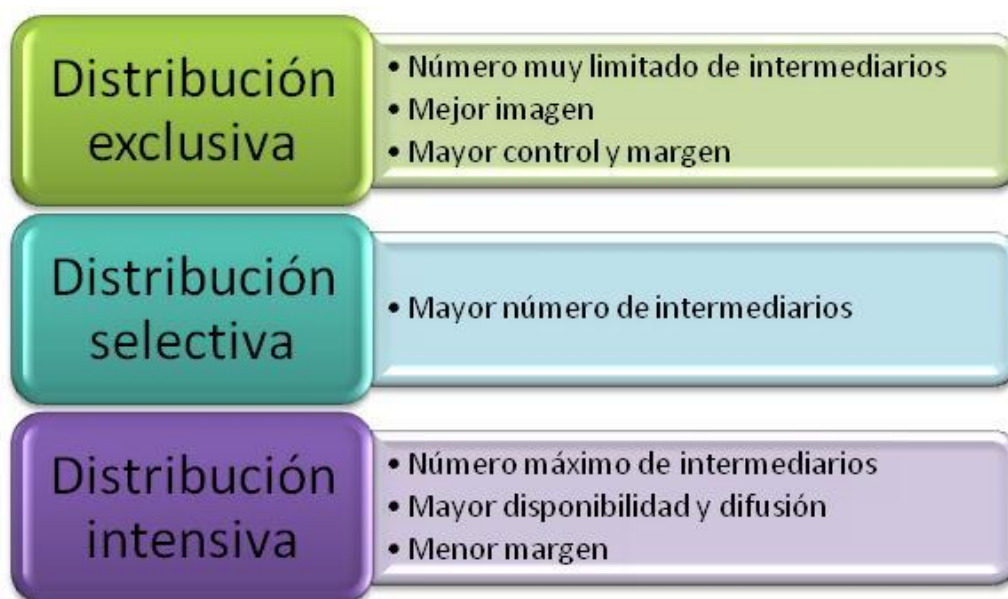 Distribución
exclusiva
• Número muy limitado de intermediarios
• Mejor imagen
• Mayor control y margen
Distribución
selectiva
• Mayor número de intermediarios
Distribución
intensiva
• Número máximo de intermediarios
• Mayor disponibilidad y difusión
• Menor margen